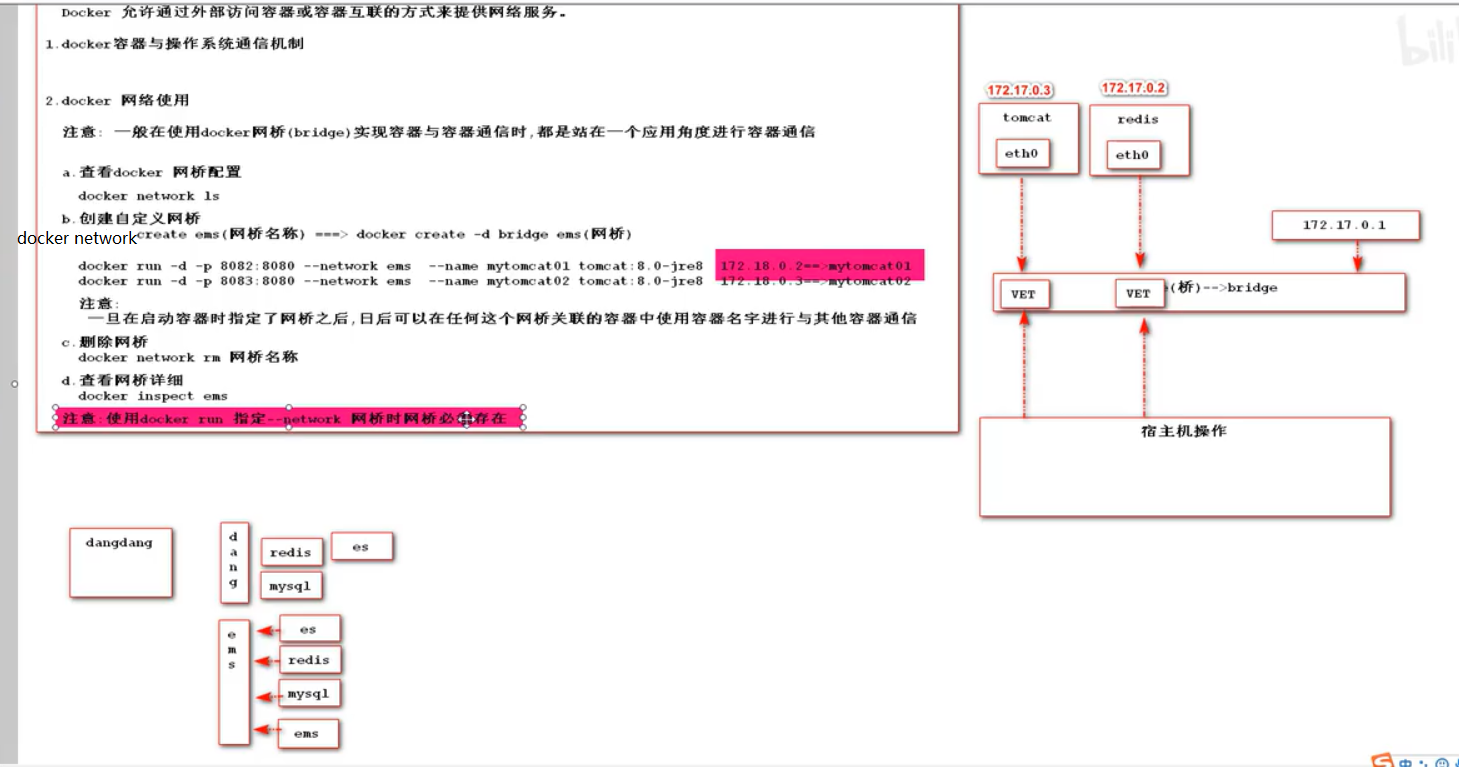 Docker 允许通过外部访问容器或容器互联的方式来提供网络服务。
1.docker容器与操作系统通信机制
2.docker 网络使用
注意: 一般在使用docker网桥(bridge)实现容器与容器通信时,都是站在一个应用角度进行容器通信
a.查看docker 网桥配置
docker network ls
b.创建自定义网桥
docker network create ems(网桥名称) ===> docker create -d bridge ems(网桥)
docker run -d -p 8082:8080 --network ems --name mytomcat01 tomcat:8.0-jre8 172.18.0.2==>mytomcat01
docker run -d -p 8083:8080 --network ems --name mytomcat02 tomcat:8.0-jre8 172.18.0.3==>mytomcat02
注意:
一旦在启动容器时指定了网桥之后,日后可以在任何这个网桥关联的容器中使用容器名字进行与其他容器通信
c.删除网桥
docker network rm 网桥名称
d.查看网桥详细
docker inspect ems
注意:使用docker run 指定--network 网桥时网桥必 存在
172.17.0.3
172.17.0.2
tomcat
redis
eth0
eth0
172.17.0.1
VET
VET
(桥)-->bridge
宿主机操作
dangdang
dang
redis
es
mysql
ems
es
redis
mysql
ems
bili
中